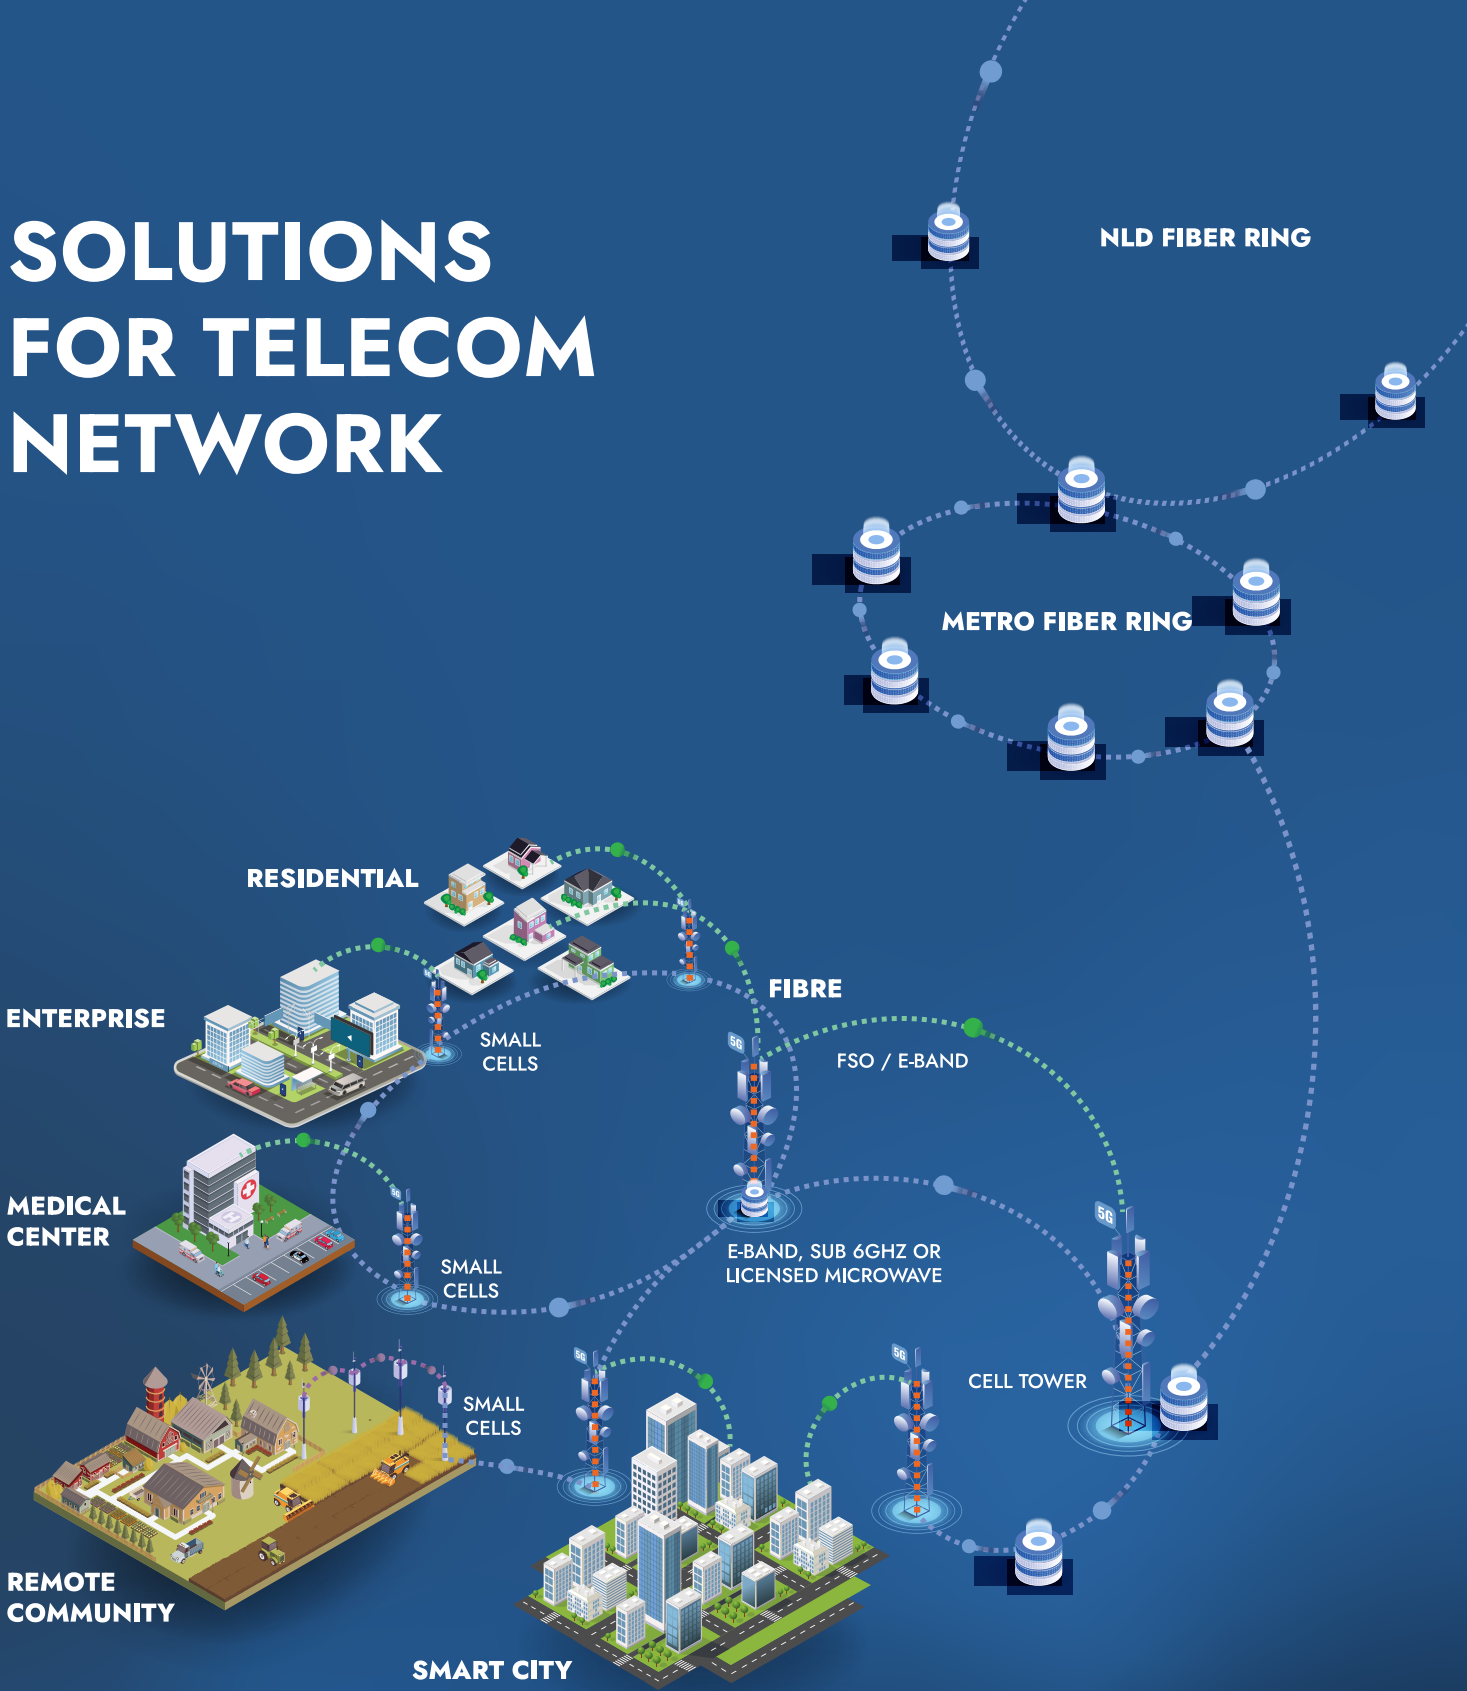 SOLUTIONS
FOR TELECOM
NETWORK
NLD FIBER RING
METRO FIBER RING
RESIDENTIAL
FIBRE
ENTERPRISE
SMALL
CELLS
5G
FSO / E-BAND
MEDICAL
CENTER
5G
5G
E-BAND, SUB 6GHZ OR
LICENSED MICROWAVE
SMALL
CELLS
5G
5G
CELL TOWER
SMALL
CELLS
REMOTE
COMMUNITY
SMART CITY